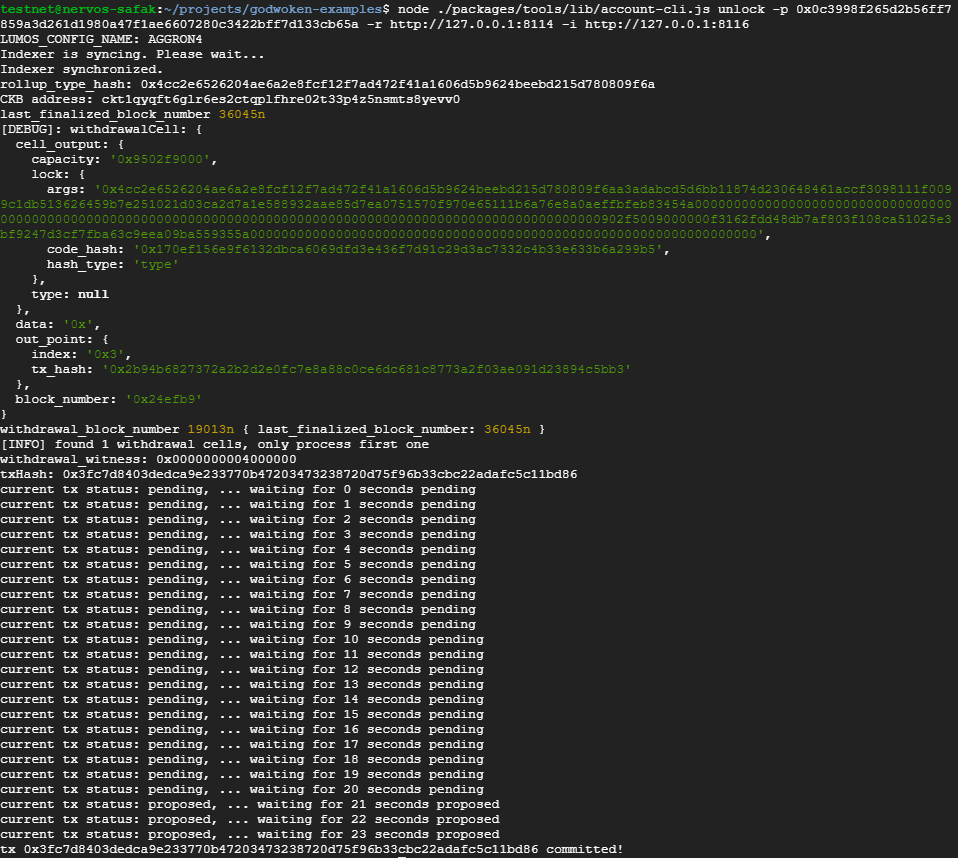 testnet@nervos-safak:~/projects/godwoken-examples$ node ./packages/tools/lib/account-cli.js unlock -p 0x0c3998f265d2b56ff7
859a3d261d1980a47f1ae6607280c3422bff7d133cb65a -r http://127.0.0.1:8114 -i http://127.0.0.1:8116
LUMOS_CONFIG_NAME: AGGRON4
Indexer is syncing. Please wait...
Indexer synchronized.
rollup_type_hash: 0x4cc2e6526204ae6a2e8fcf12f7ad472f41a1606d5b9624beebd215d780809f6a
CKB address: ckt1qyqft6glr6es2ctqplfhre02t33p4z5nsmts8yevv0
last_finalized_block_number 36045n
[DEBUG]: withdrawalCell: {
cell_output: {
capacity: '0x9502f9000',
lock: {
args: '0x4cc2e6526204ae6a2e8fcf12f7ad472f41a1606d5b9624beebd215d780809f6aa3adabcd5d6bb11874d230648461accf3098111f009
code_hash: '0x170ef156e9f6132dbca6069dfd3e436f7d91c29d3ac7332c4b33e633b6a299b5',
hash_type: 'type'
},
type: null
},
data: '0x',
out_point: {
index: '0x3',
tx_hash: '0x2b94b6827372a2b2d2e0fc7e8a88c0ce6dc681c8773a2f03ae091d23894c5bb3'
},
block_number: '0x24efb9'
}
withdrawal_block_number 19013n { last_finalized_block_number: 36045n }
[INFO] found 1 withdrawal cells, only process first one
withdrawal_witness: 0x0000000004000000
txHash: 0x3fc7d8403dedca9e233770b47203473238720d75f96b33cbc22adafc5c11bd86
current tx status: pending, ... waiting for 0 seconds pending
current tx status: pending, ... waiting for 1 seconds pending
current tx status: pending, ... waiting for 2 seconds pending
current tx status: pending, ... waiting for 3 seconds pending
current tx status: pending, ... waiting for 4 seconds pending
current tx status: pending, ... waiting for 5 seconds pending
current tx status: pending, ... waiting for 6 seconds pending
current tx status: pending, ... waiting for 7 seconds pending
current tx status: pending, ... waiting for 8 seconds pending
current tx status: pending, ... waiting for 9 seconds pending
current tx status: pending, ... waiting for 10 seconds pending
current tx status: pending, ... waiting for 11 seconds pending
current tx status: pending, ... waiting for 12 seconds pending
current tx status: pending, ... waiting for 13 seconds pending
current tx status: pending, ... waiting for 14 seconds pending
current tx status: pending, ... waiting for 15 seconds pending
current tx status: pending, ... waiting for 16 seconds pending
current tx status: pending, ... waiting for 17 seconds pending
current tx status: pending, ... waiting for 18 seconds pending
current tx status: pending, ... waiting for 19 seconds pending
current tx status: pending, ... waiting for 20 seconds pending
current tx status: proposed, ... waiting for 21 seconds proposed
current tx status: proposed, ... waiting for 22 seconds proposed
current tx status: proposed, ... waiting for 23 seconds proposed
tx 0x3fc7d8403dedca9e233770b47203473238720d75f96b33cbc22adafc5c11bd86 committed!